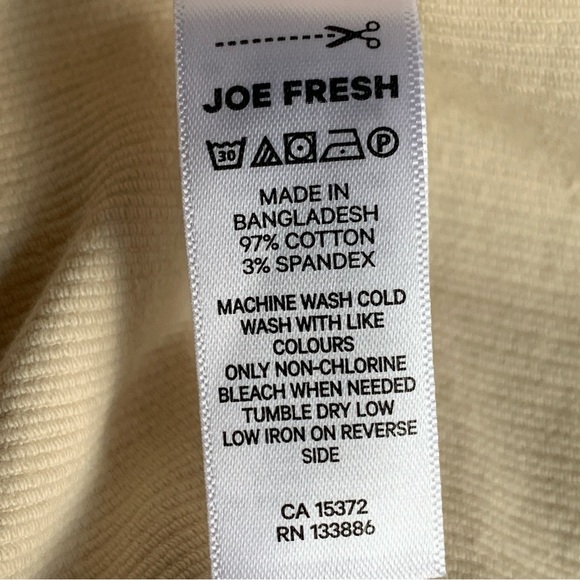 JOE FRESH
30 P
MADE IN
BANGLADESH
97% COTTON
3% SPANDEX
MACHINE WASH COLD
WASH WITH LIKE
COLOURS
ONLY NON-CHLORINE
BLEACH WHEN NEEDED
TUMBLE DRY LOW
LOW IRON ON REVERSE
SIDE
CA 15372
RN 133886